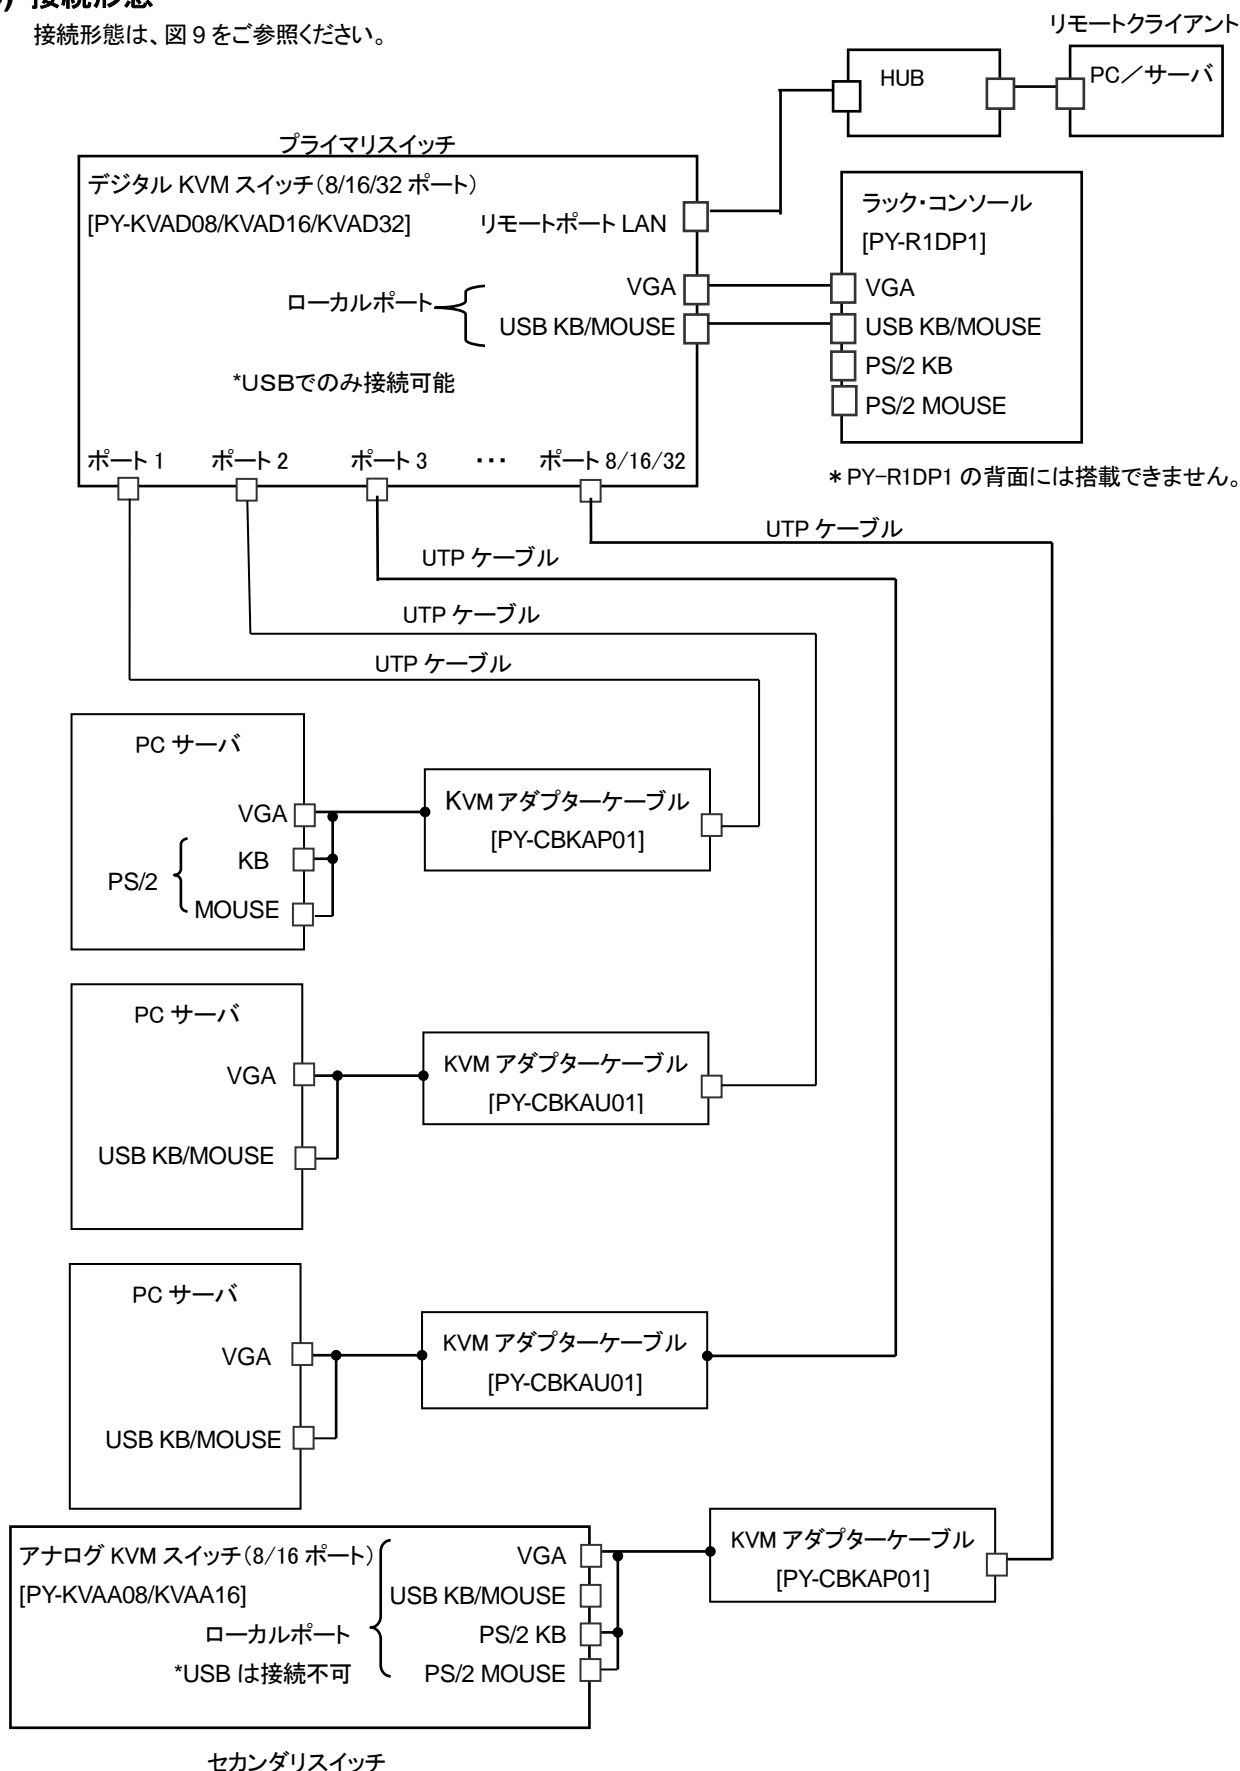 接続形態
接続形態は、図 9 をご参照ください。
リモートクライアント
HUB
PC／サーバ
プライマリスイッチ
デジタル KVM スイッチ（8/16/32 ポート）
[PY-KVAD08/KVAD16/KVAD32]
リモートポート LAN
ローカルポート
VGA
USB KB/MOUSE
*USBでのみ接続可能
ポート 1
ポート 2
ポート 3
･･･
ポート 8/16/32
ラック・コンソール
[PY-R1DP1]
VGA
USB KB/MOUSE
PS/2 KB
PS/2 MOUSE
＊PY-R1DP1 の背面には搭載できません。
UTP ケーブル
UTP ケーブル
UTP ケーブル
UTP ケーブル
PC サーバ
VGA
KB
PS/2
MOUSE
KVM アダプターケーブル
[PY-CBKAP01]
PC サーバ
VGA
USB KB/MOUSE
KVM アダプターケーブル
[PY-CBKAU01]
PC サーバ
VGA
USB KB/MOUSE
KVM アダプターケーブル
[PY-CBKAU01]
アナログ KVM スイッチ（8/16 ポート）
[PY-KVAA08/KVAA16]
ローカルポート
*USB は接続不可
VGA
USB KB/MOUSE
PS/2 KB
PS/2 MOUSE
KVM アダプターケーブル
[PY-CBKAP01]
セカンダリスイッチ